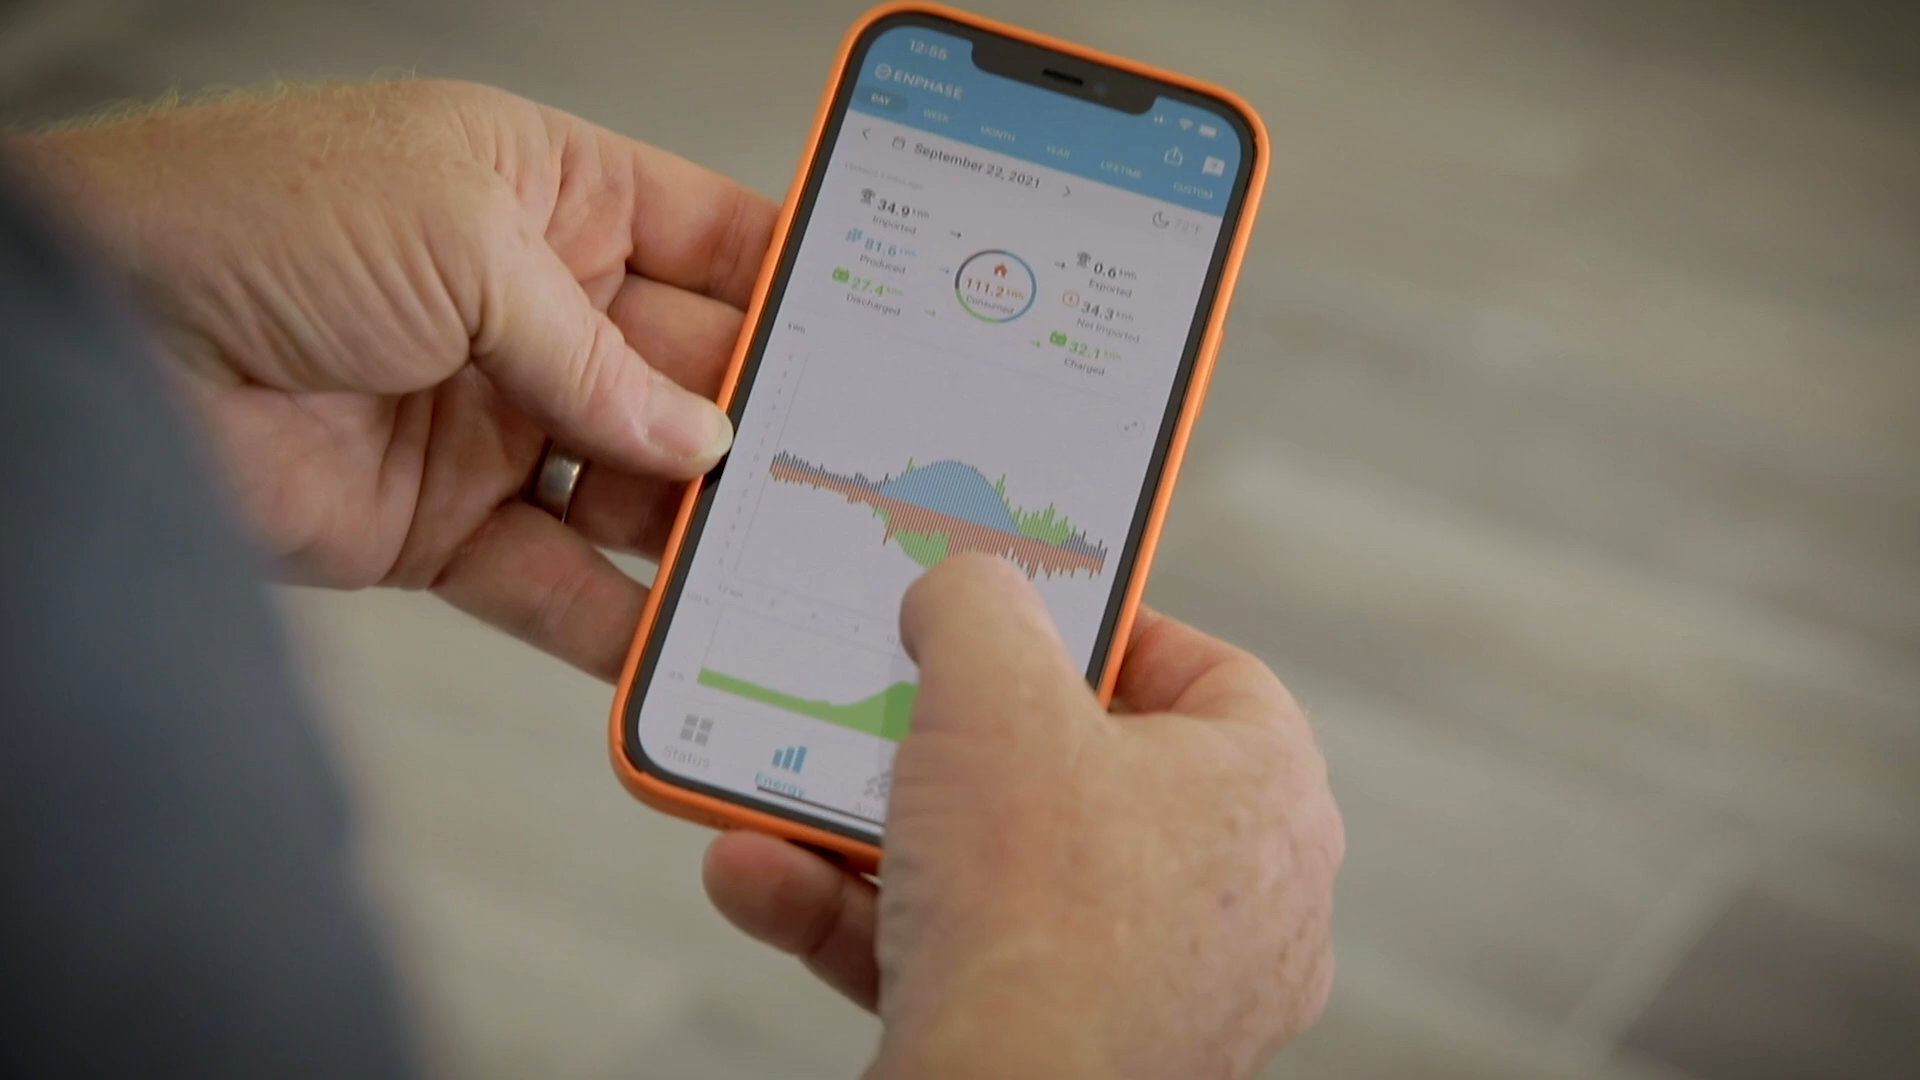 12:55
ENPHASE
DAY WEEK MONTH YEAR LIFETIME CUSTOM
September 22, 2021
72°F
34.9 kWh
Imported
81.6 kWh
Produced
27.4 kWh
Discharged
111.2 kWh
Consumed
0.6 kWh
Exported
34.3 kWh
Net Imported
32.1 kWh
Charged
kWh
Status
Energy